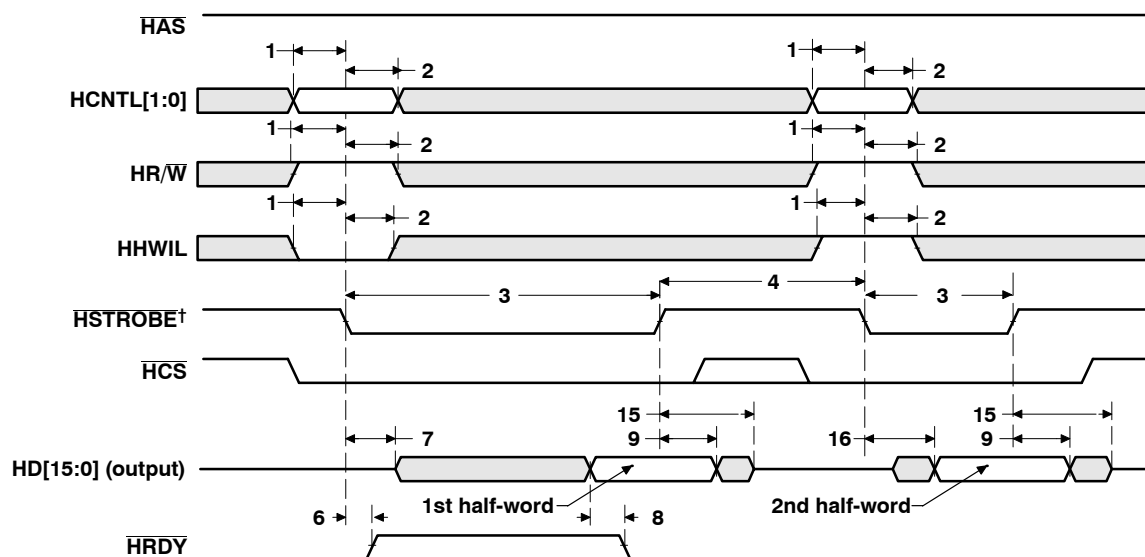 HAS
1 1
2 2
HCNTL[1:0]
1 1
2 2
HR/W
1 1
2 2
HHWIL
4
3 3
HSTROBE†
HCS
15 15
7 9 16 9
HD[15:0] (output)
1st half-word 2nd half-word
6 8
HRDY